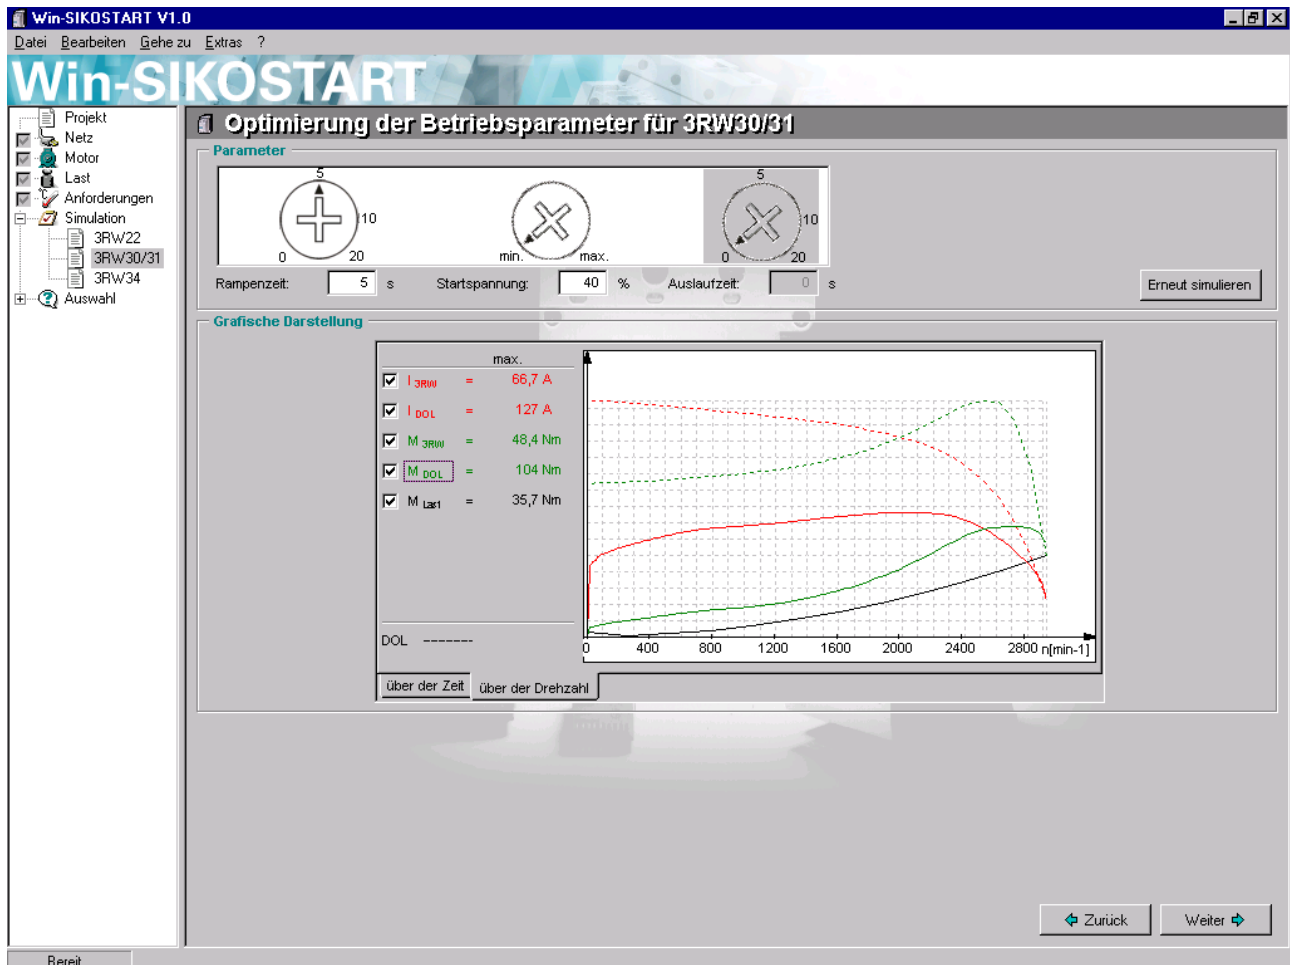 Win-SIKOSTART V1.0
Datei Bearbeiten Gehe zu Extras ?
Win-SIKOSTART
Projekt
Netz
Motor
Last
Anforderungen
Simulation
3RW22
3RW30/31
3RW34
Auswahl
Optimierung der Betriebsparameter für 3RW30/31
Parameter
5
10
0 20
min. max.
5
10
0 20
Rampenzeit: 5 s Startspannung: 40 % Auslaufzeit: 0 s
Erneut simulieren
Grafische Darstellung
max.
I 3RW = 66,7 A
I DOL = 127 A
M 3RW = 48,4 Nm
M DOL = 104 Nm
M Last = 35,7 Nm
DOL -------
0 400 800 1200 1600 2000 2400 2800 n[min-1]
über der Zeit über der Drehzahl
Zurück Weiter
Bereit